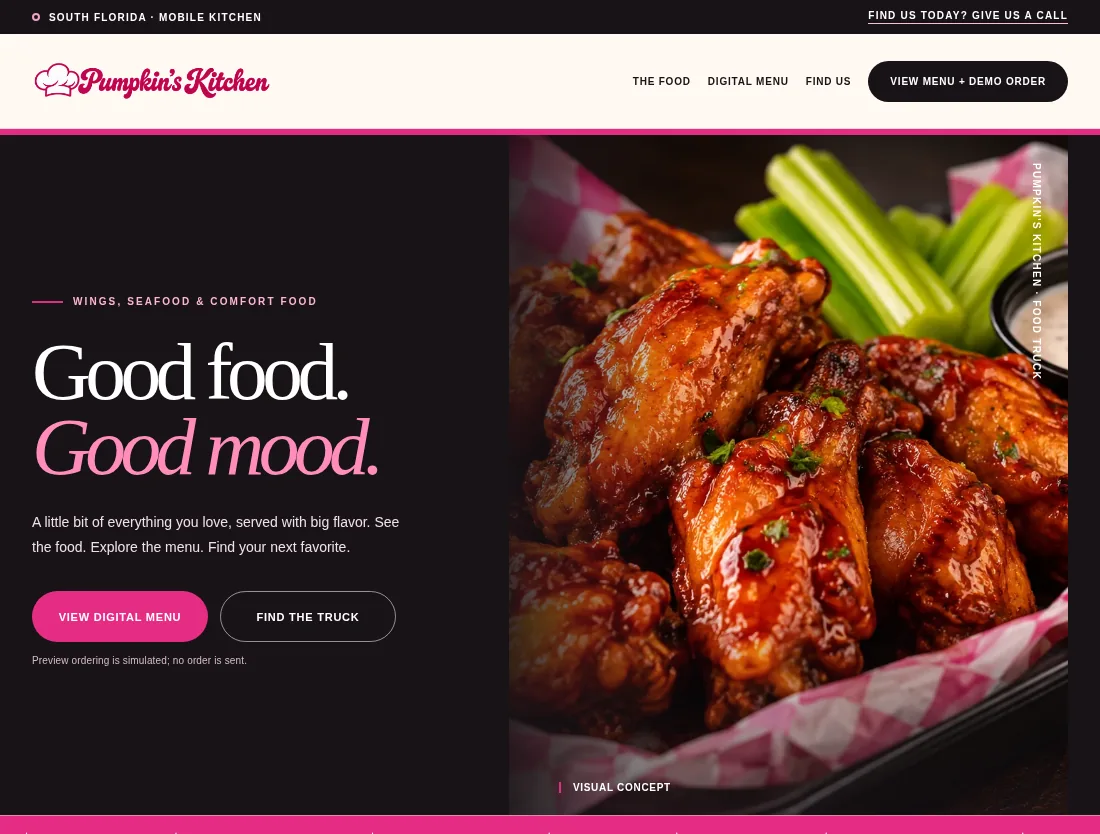 SOUTH FLORIDA · MOBILE KITCHEN
FIND US TODAY? GIVE US A CALL
Pumpkin's Kitchen
THE FOOD
DIGITAL MENU
FIND US
VIEW MENU + DEMO ORDER
PUMPKIN'S KITCHEN · FOOD TRUCK
WINGS, SEAFOOD & COMFORT FOOD
Good food.
Good mood.
A little bit of everything you love, served with big flavor. See
the food. Explore the menu. Find your next favorite.
VIEW DIGITAL MENU
FIND THE TRUCK
Preview ordering is simulated; no order is sent.
VISUAL CONCEPT